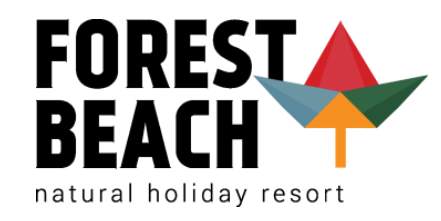 FOREST
BEACH
natural holiday resort